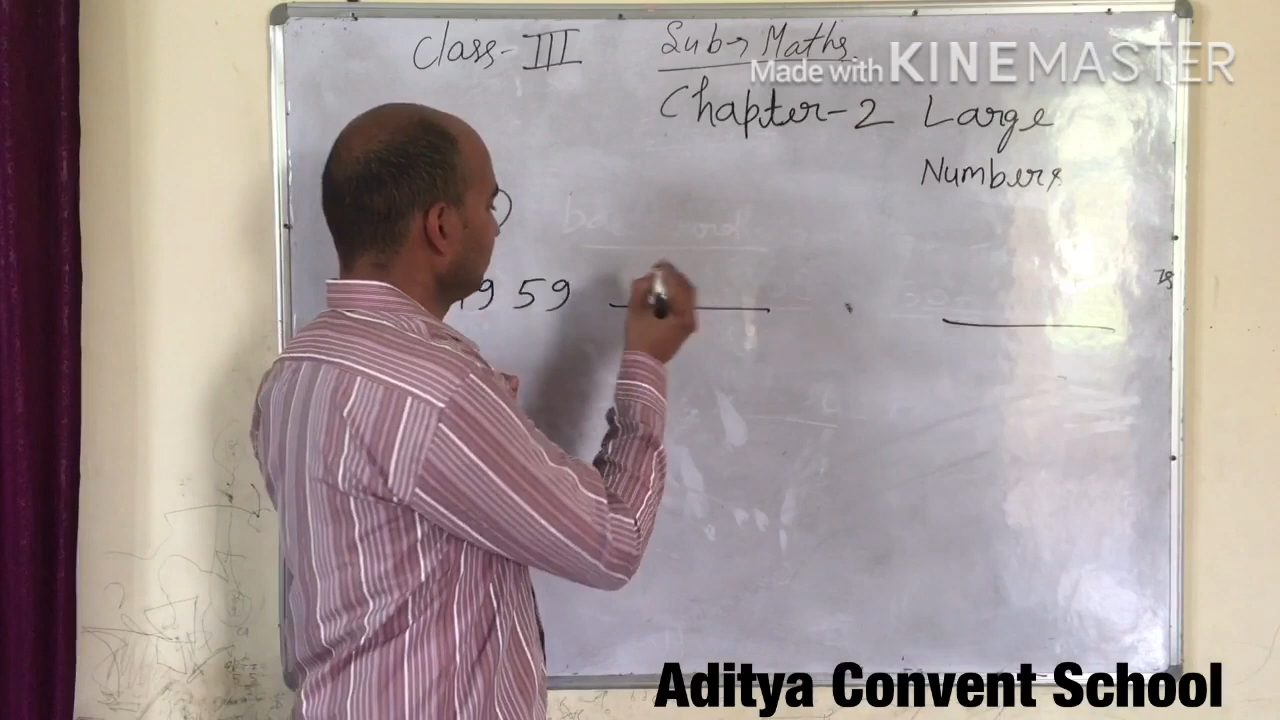 Class-III Sub→ Maths.
Made with KINEMASTER
Chapter-2 Large
Numbers
959
Aditya Convent School